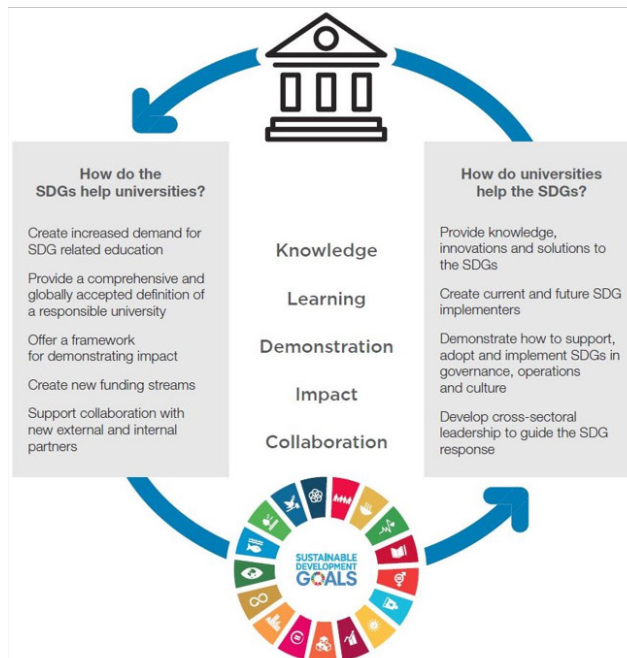 How do the
SDGs help universities?
Create increased demand for
SDG related education
Provide a comprehensive and
globally accepted definition of
a responsible university
Offer a framework
for demonstrating impact
Create new funding streams
Support collaboration with
new external and internal
partners
Knowledge
Learning
Demonstration
Impact
Collaboration
How do universities
help the SDGs?
Provide knowledge,
innovations and solutions to
the SDGs
Create current and future SDG
implementers
Demonstrate how to support,
adopt and implement SDGs in
governance, operations
and culture
Develop cross-sectoral
leadership to guide the SDG
response
SUSTAINABLE
DEVELOPMENT
GOALS